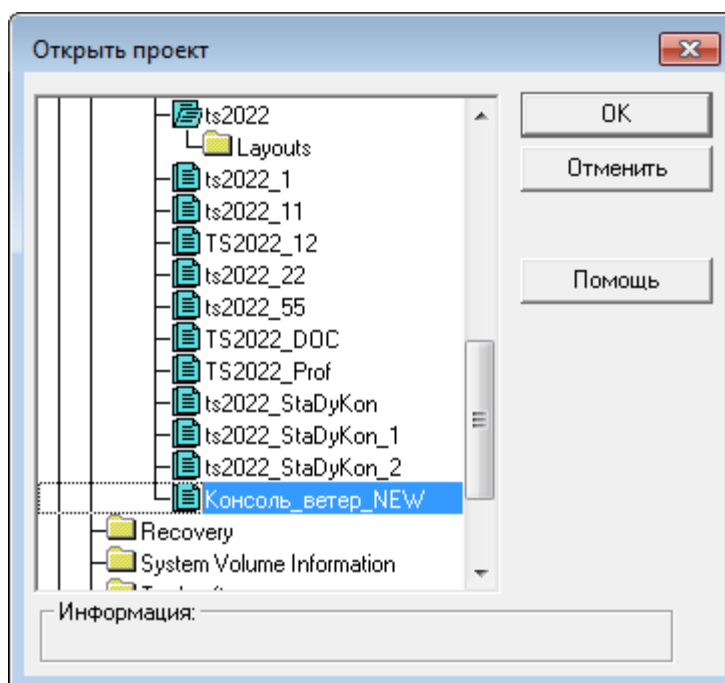 Открыть проект
ts2022
Layouts
ts2022_1
ts2022_11
TS2022_12
ts2022_22
ts2022_55
TS2022_DOC
TS2022_Prof
ts2022_StaDyKon
ts2022_StaDyKon_1
ts2022_StaDyKon_2
Консоль_ветер_NEW
Recovery
System Volume Information
OK
Отменить
Помощь
Информация: